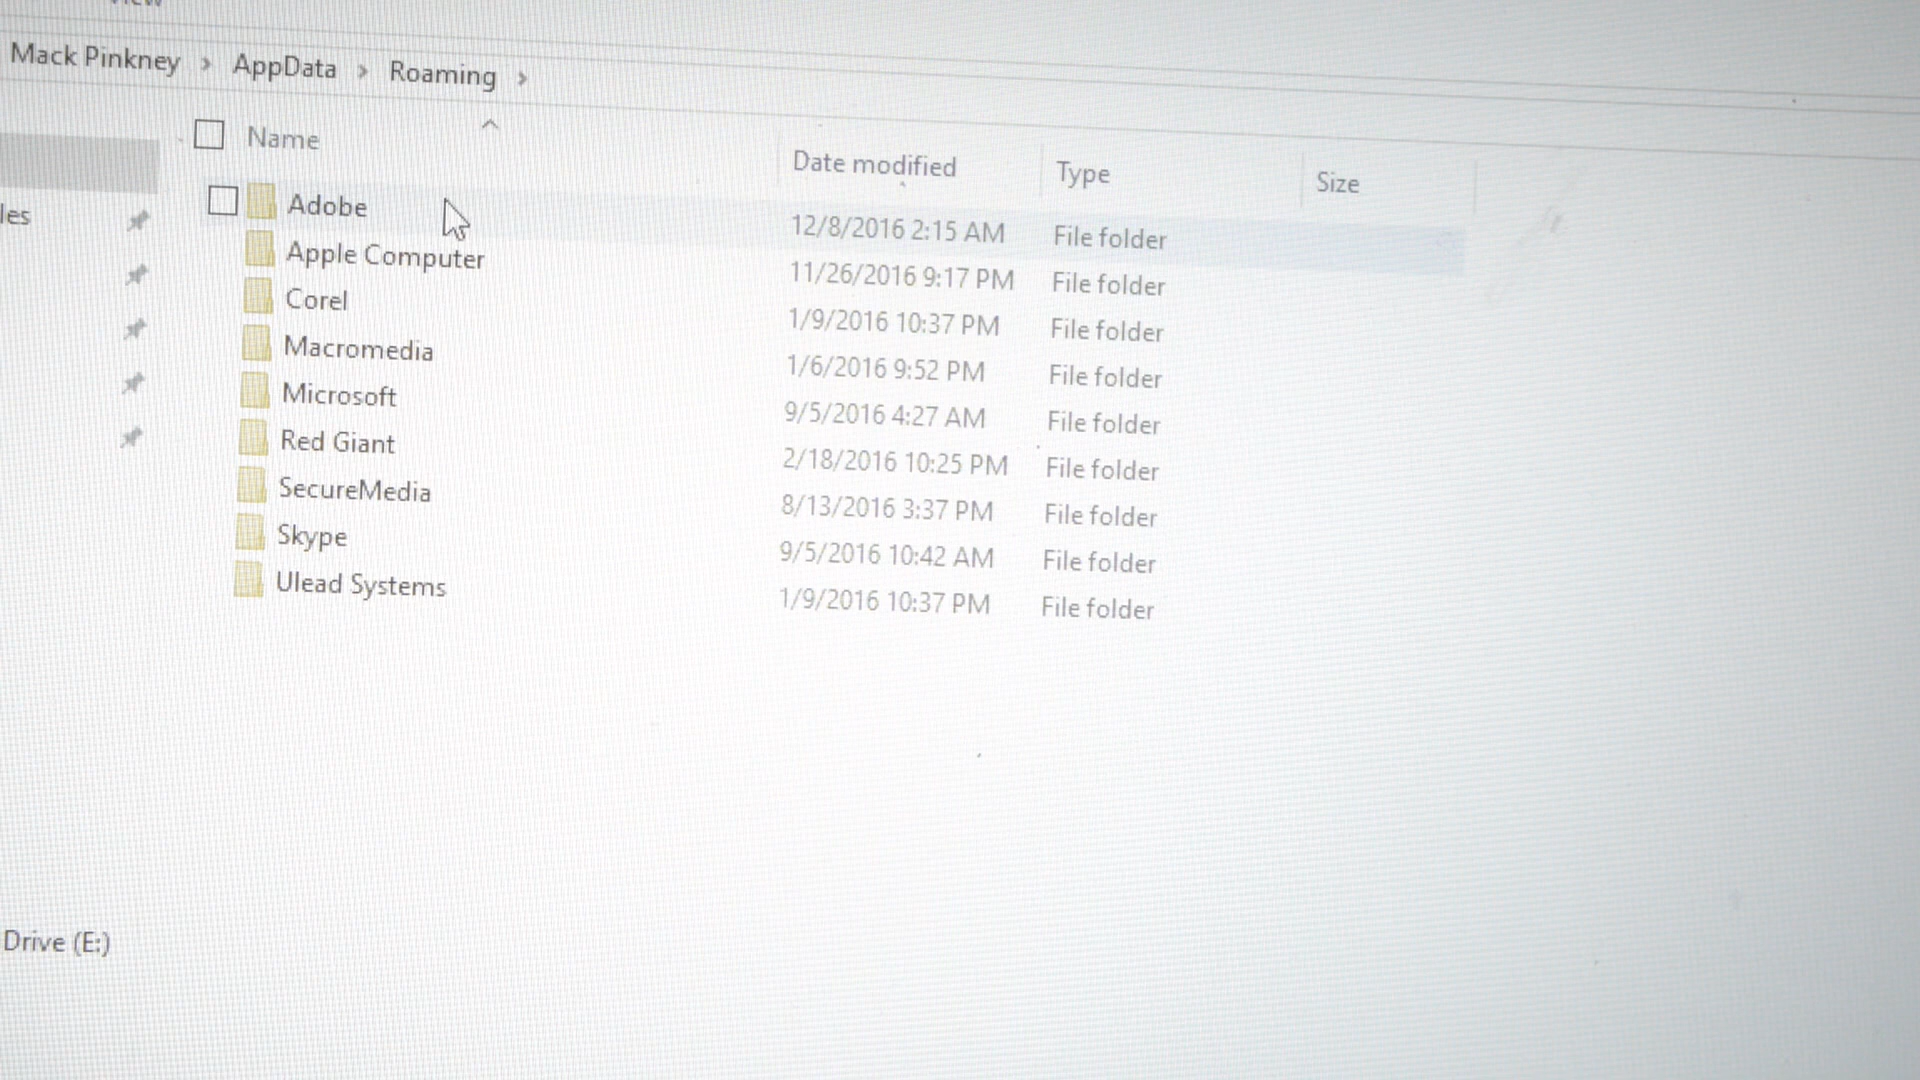 Mack Pinkney > AppData > Roaming >
Name Date modified Type Size
Adobe 12/8/2016 2:15 AM File folder
Apple Computer 11/26/2016 9:17 PM File folder
Corel 1/9/2016 10:37 PM File folder
Macromedia 1/6/2016 9:52 PM File folder
Microsoft 9/5/2016 4:27 AM File folder
Red Giant 2/18/2016 10:25 PM File folder
SecureMedia 8/13/2016 3:37 PM File folder
Skype 9/5/2016 10:42 AM File folder
Ulead Systems 1/9/2016 10:37 PM File folder
les
Drive (E:)